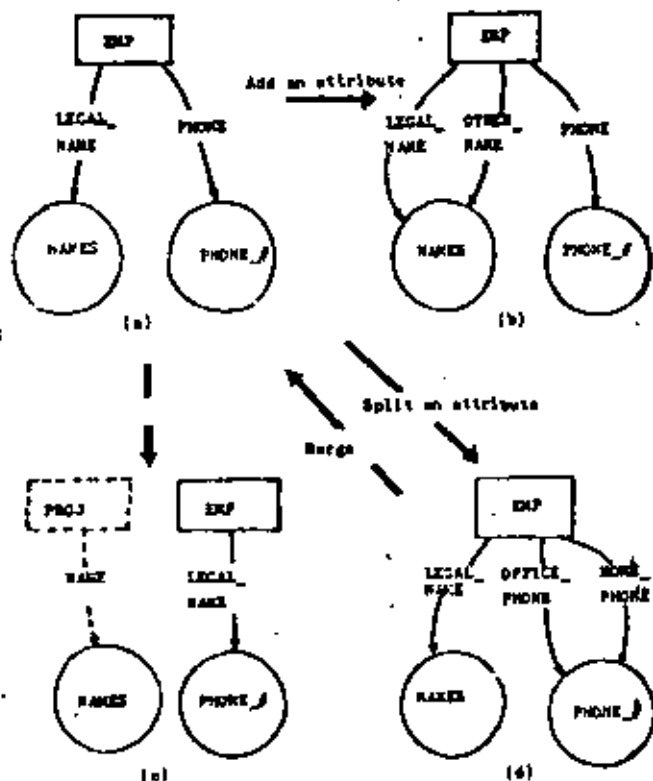 EMP
LEGAL_
NAME
PHONE
NAMES
PHONE_#
(a)
Add an attribute
EMP
LEGAL_
NAME
OTHER_
NAME
PHONE
NAMES
PHONE_#
(b)
Split an attribute
Merge
PROJ
NAME
NAMES
EMP
LEGAL_
NAME
PHONE_#
(c)
EMP
LEGAL_
NAME
OFFICE_
PHONE
HOME_
PHONE
NAMES
PHONE_#
(d)